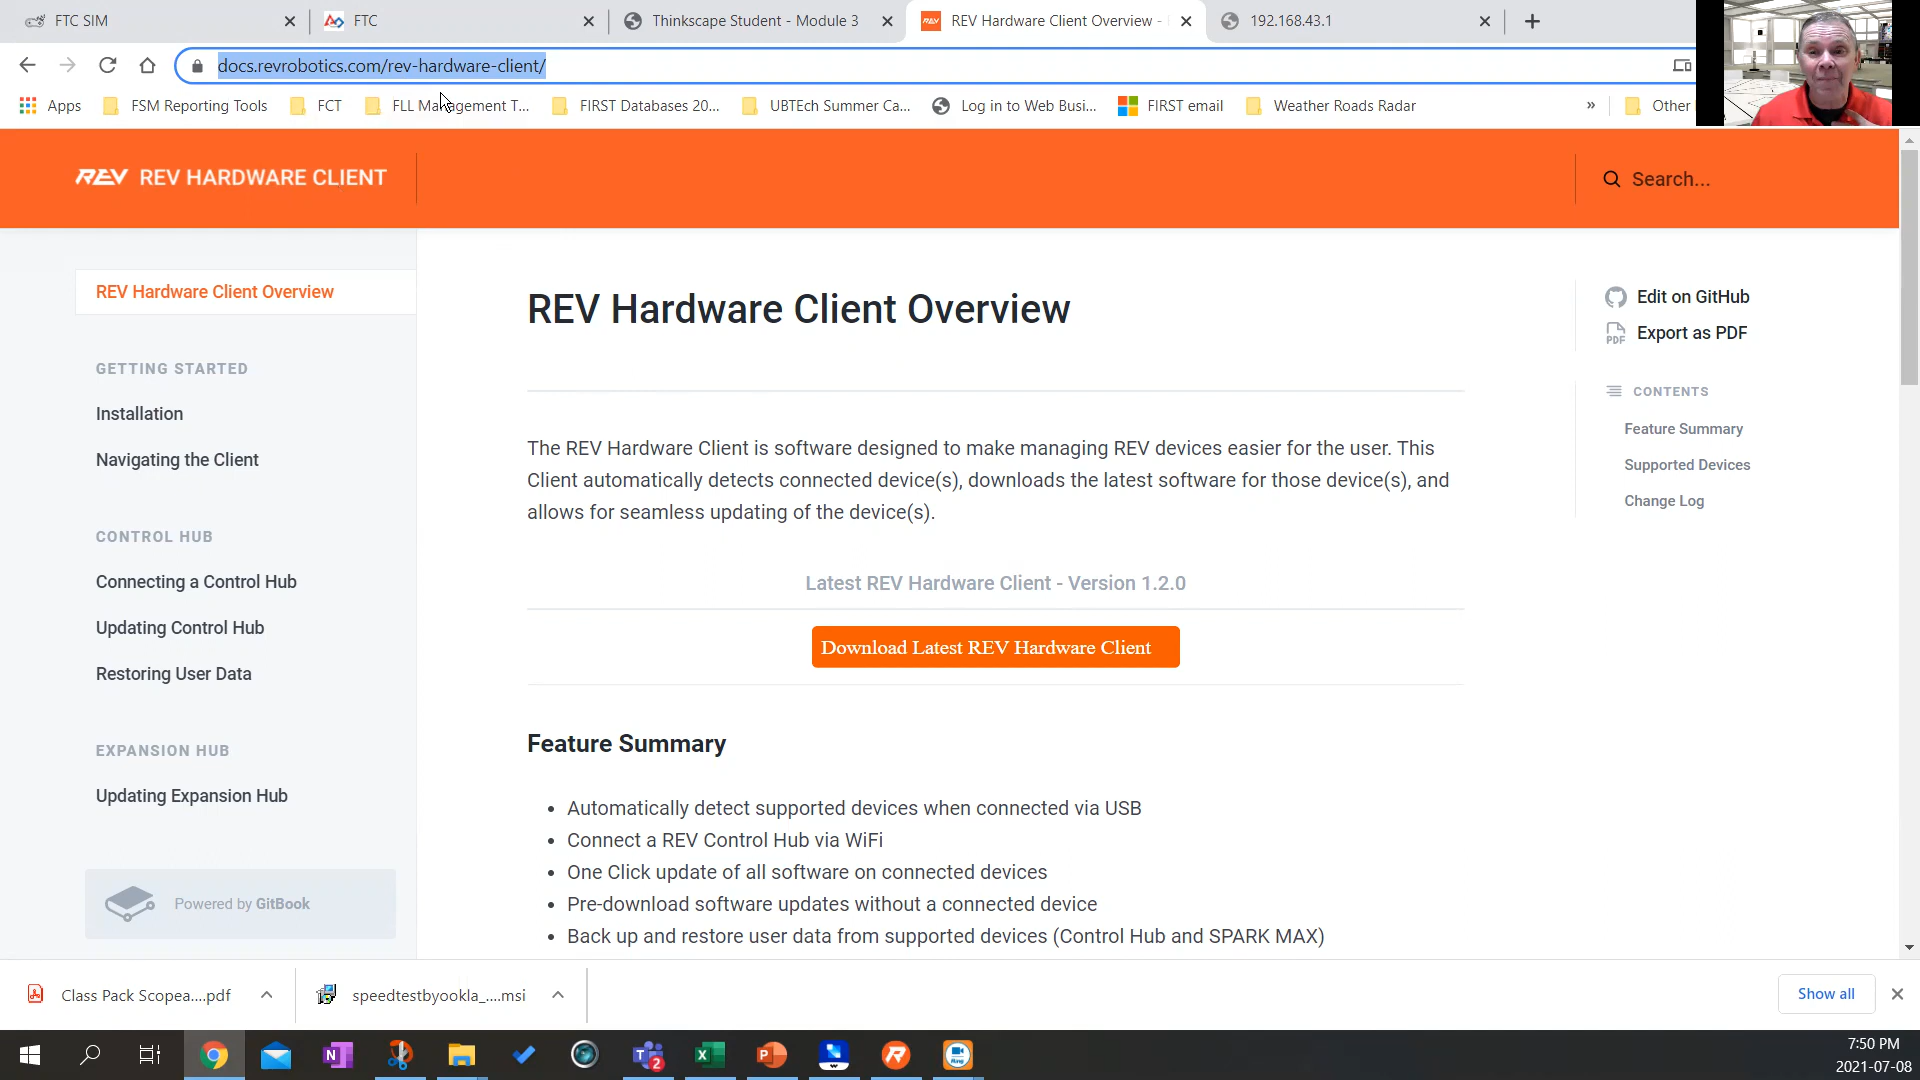 FTC SIM
FTC
Thinkscape Student - Module 3
REV Hardware Client Overview -
192.168.43.1
docs.revrobotics.com/rev-hardware-client/
Apps
FSM Reporting Tools
FCT
FLL Management T...
FIRST Databases 20...
UBTEch Summer Ca...
Log in to Web Busi...
FIRST email
Weather Roads Radar
»
Other
REV REV HARDWARE CLIENT
Search...
REV Hardware Client Overview
GETTING STARTED
Installation
Navigating the Client
CONTROL HUB
Connecting a Control Hub
Updating Control Hub
Restoring User Data
EXPANSION HUB
Updating Expansion Hub
Powered by GitBook
REV Hardware Client Overview
The REV Hardware Client is software designed to make managing REV devices easier for the user. This
Client automatically detects connected device(s), downloads the latest software for those device(s), and
allows for seamless updating of the device(s).
Latest REV Hardware Client - Version 1.2.0
Download Latest REV Hardware Client
Feature Summary
• Automatically detect supported devices when connected via USB
• Connect a REV Control Hub via WiFi
• One Click update of all software on connected devices
• Pre-download software updates without a connected device
• Back up and restore user data from supported devices (Control Hub and SPARK MAX)
Edit on GitHub
PDF
Export as PDF
CONTENTS
Feature Summary
Supported Devices
Change Log
Class Pack Scopea....pdf
speedtestbyookla_....msi
Show all
7:50 PM
2021-07-08